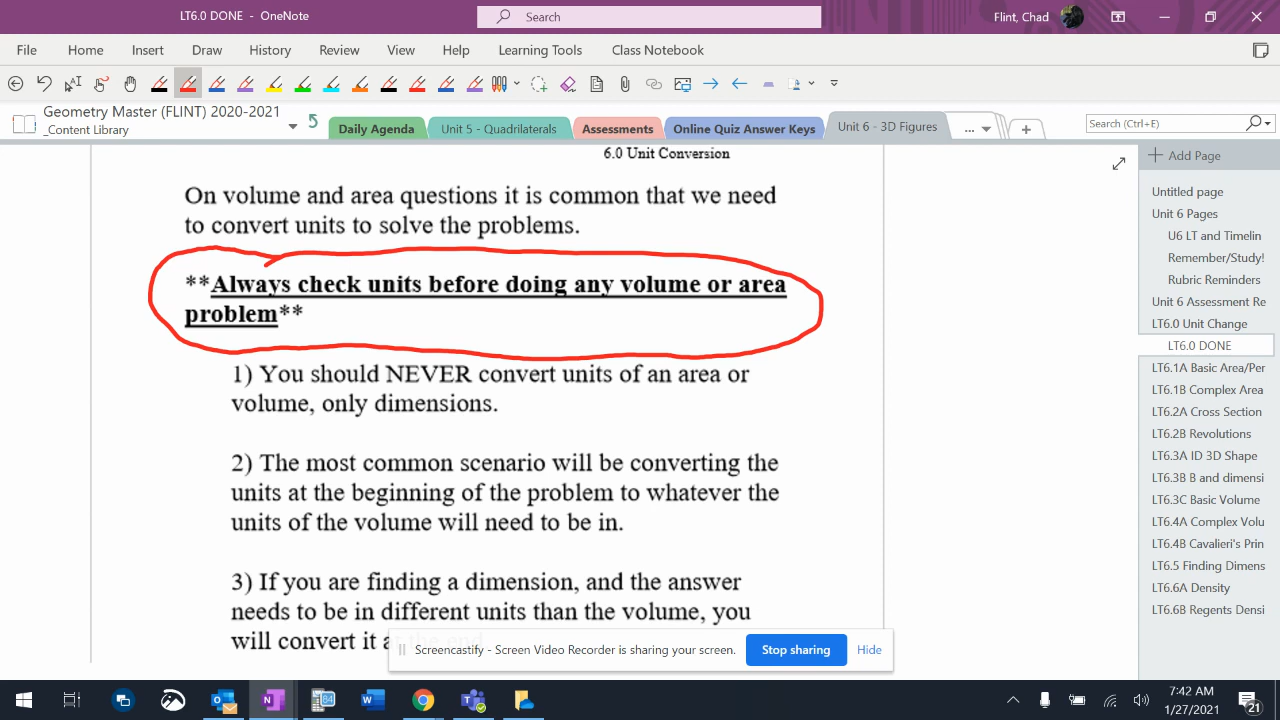 LT6.0 DONE - OneNote
Search
Flint, Chad
File Home Insert Draw History Review View Help Learning Tools Class Notebook
Geometry Master (FLINT) 2020-2021
_Content Library
Daily Agenda Unit 5 - Quadrilaterals Assessments Online Quiz Answer Keys Unit 6 - 3D Figures ...
Search (Ctrl+E)
6.0 Unit Conversion
On volume and area questions it is common that we need
to convert units to solve the problems.
**Always check units before doing any volume or area
problem**
1) You should NEVER convert units of an area or
volume, only dimensions.
2) The most common scenario will be converting the
units at the beginning of the problem to whatever the
units of the volume will need to be in.
3) If you are finding a dimension, and the answer
needs to be in different units than the volume, you
will convert it at the end
Screencastify - Screen Video Recorder is sharing your screen.
Stop sharing
Hide
Add Page
Untitled page
Unit 6 Pages
U6 LT and Timelin
Remember/Study!
Rubric Reminders
Unit 6 Assessment Re
LT6.0 Unit Change
LT6.0 DONE
LT6.1A Basic Area/Per
LT6.1B Complex Area
LT6.2A Cross Section
LT6.2B Revolutions
LT6.3A ID 3D Shape
LT6.3B B and dimensi
LT6.3C Basic Volume
LT6.4A Complex Volu
LT6.4B Cavalieri's Prin
LT6.5 Finding Dimens
LT6.6A Density
LT6.6B Regents Densi
7:42 AM
1/27/2021
21